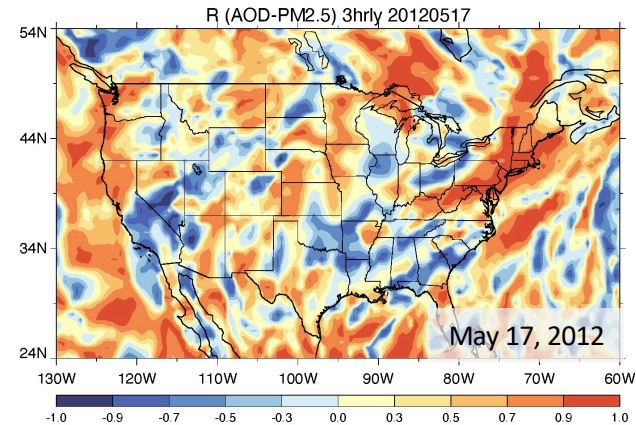 R (AOD-PM2.5) 3hrly 20120517
54N
44N
34N
24N
May 17, 2012
130W 120W 110W 100W 90W 80W 70W 60W
-1.0 -0.9 -0.7 -0.5 -0.3 0.0 0.3 0.5 0.7 0.9 1.0